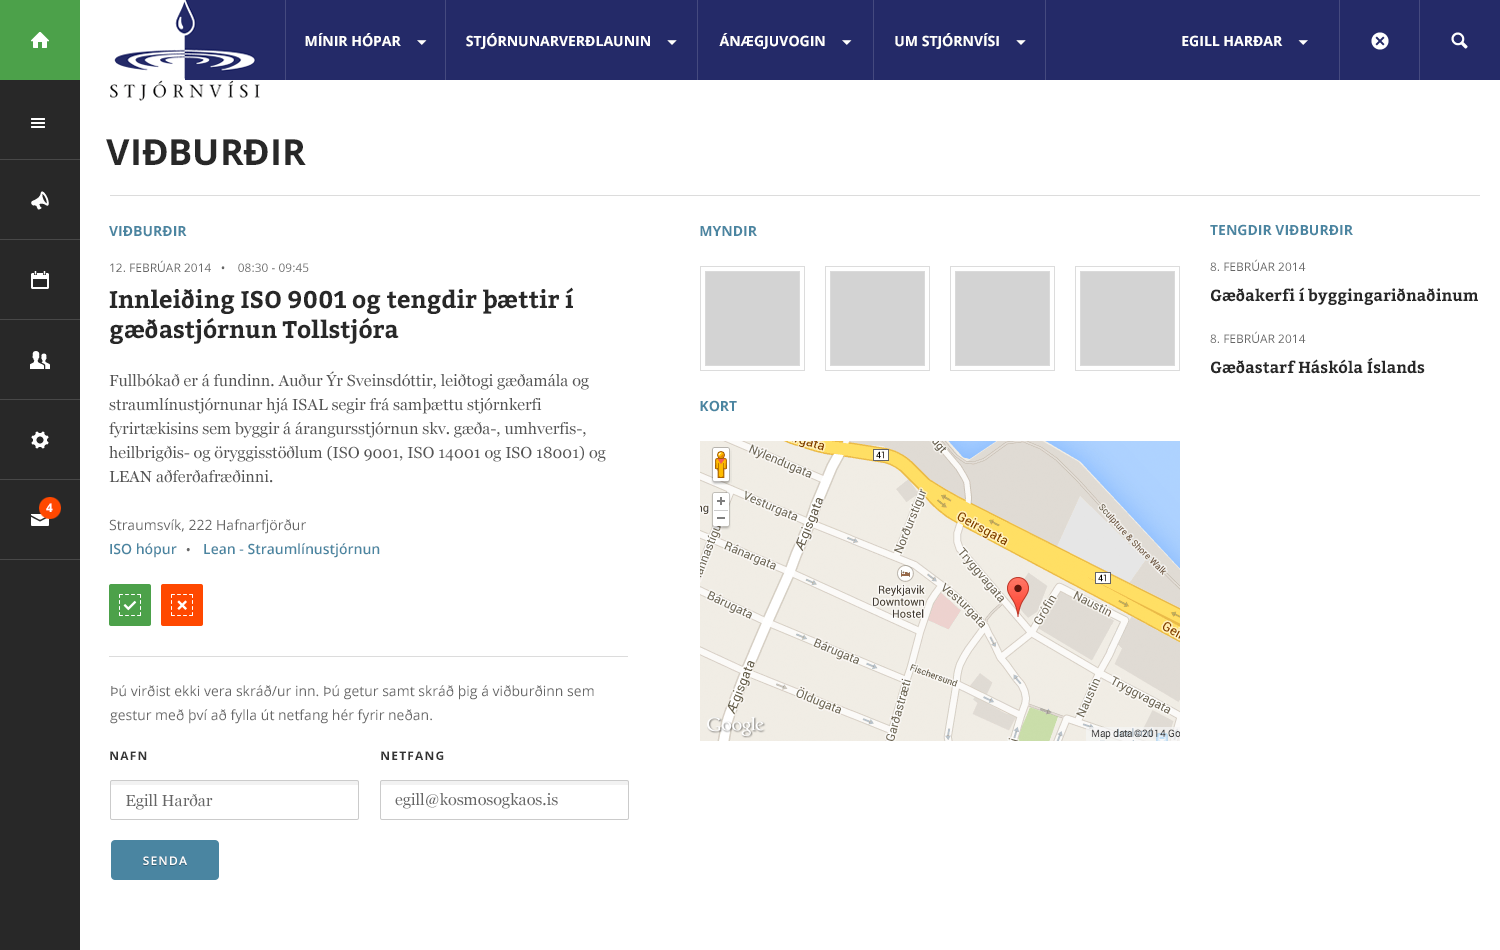 MÍNIR HÓPAR
STJÓRNUNARVERÐLAUNIN
ÁNÆGJUVOGIN
UM STJÓRNVÍSI
EGILL HARÐAR
STJÓRNVÍSI
4
VIÐBURÐIR
VIÐBURÐIR
12. FEBRÚAR 2014 • 08:30 - 09:45
Innleiðing ISO 9001 og tengdir þættir í
gæðastjórnun Tollstjóra
Fullbókað er á fundinn. Auður Ýr Sveinsdóttir, leiðtogi gæðamála og
straumlínustjórnunar hjá ISAL segir frá samþættu stjórnkerfi
fyrirtækisins sem byggir á árangursstjórnun skv. gæða-, umhverfis-,
heilbrigðis- og öryggisstöðlum (ISO 9001, ISO 14001 og ISO 18001) og
LEAN aðferðafræðinni.
Straumsvík, 222 Hafnarfjörður
ISO hópur • Lean - Straumlínustjórnun
Þú virðist ekki vera skráð/ur inn. Þú getur samt skráð þig á viðburðinn sem
gestur með því að fylla út netfang hér fyrir neðan.
NAFN
NETFANG
Egill Harðar
egill@kosmosogkaos.is
SENDA
MYNDIR
KORT
Nýlendugata
41
Vesturgata
Ægisgata
Norðurstígur
Geirsgata
Sculpture & Shore Walk
Ránargata
Tryggvagata
41
Reykjavik
Downtown
Hostel
Vesturgata
Grófin
Naustin
Bárugata
Bárugata
Fischersund
Ægisgata
Öldugata
Garðastræti
Naustin
Tryggvagata
Google
Map data ©2014 Go
TENGDIR VIÐBURÐIR
8. FEBRÚAR 2014
Gæðakerfi í byggingariðnaðinum
8. FEBRÚAR 2014
Gæðastarf Háskóla Íslands